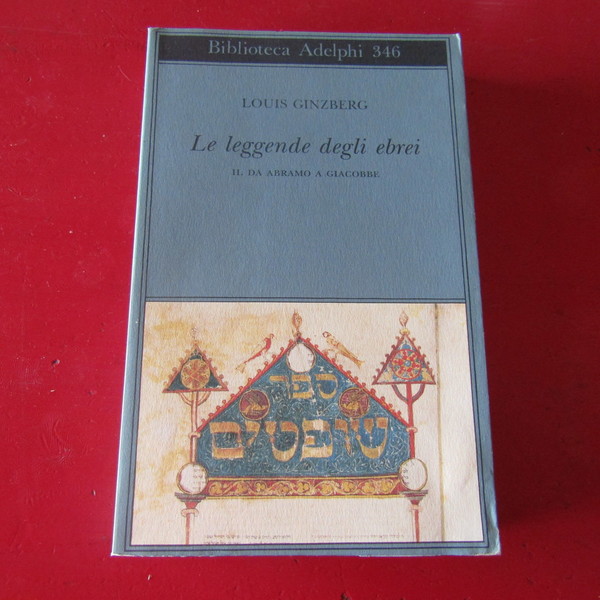 Biblioteca Adelphi 346
LOUIS GINZBERG
Le leggende degli ebrei
II. DA ABRAMO A GIACOBBE
ספר
שופטים